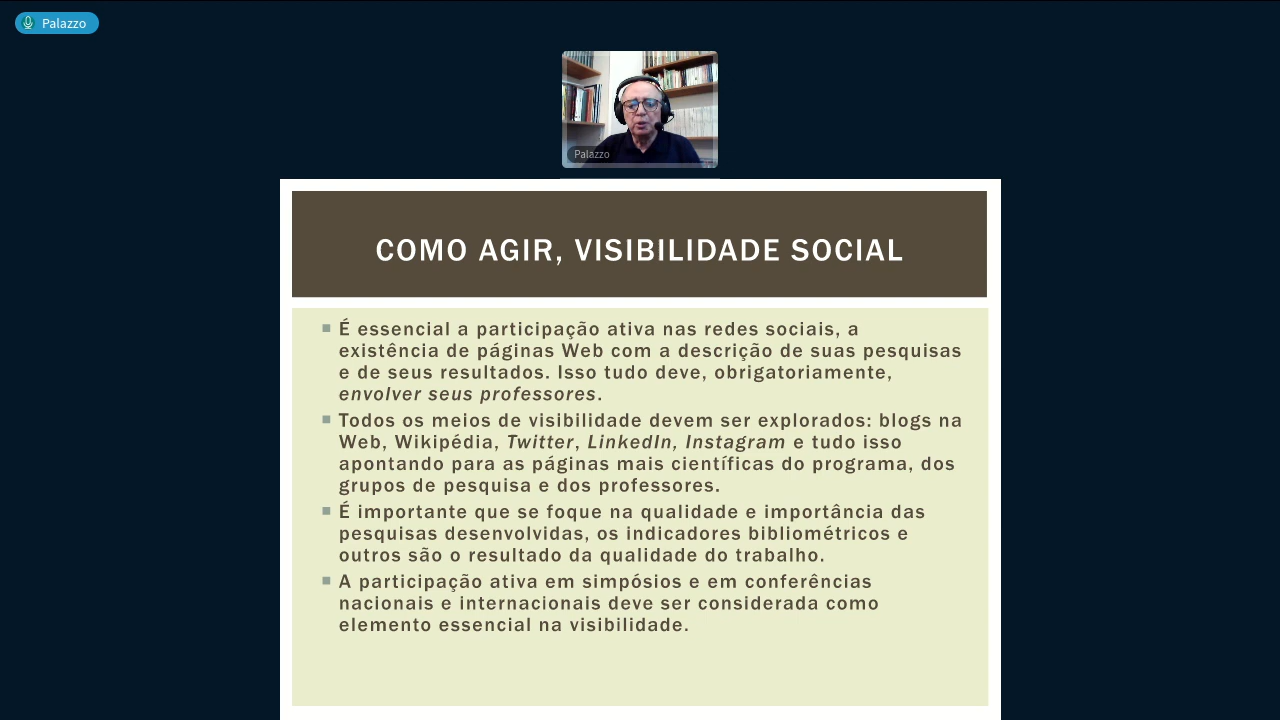 Palazzo
Palazzo
COMO AGIR, VISIBILIDADE SOCIAL
É essencial a participação ativa nas redes sociais, a
existência de páginas Web com a descrição de suas pesquisas
e de seus resultados. Isso tudo deve, obrigatoriamente,
envolver seus professores.
Todos os meios de visibilidade devem ser explorados: blogs na
Web, Wikipédia, Twitter, LinkedIn, Instagram e tudo isso
apontando para as páginas mais científicas do programa, dos
grupos de pesquisa e dos professores.
É importante que se foque na qualidade e importância das
pesquisas desenvolvidas, os indicadores bibliométricos e
outros são o resultado da qualidade do trabalho.
A participação ativa em simpósios e em conferências
nacionais e internacionais deve ser considerada como
elemento essencial na visibilidade.